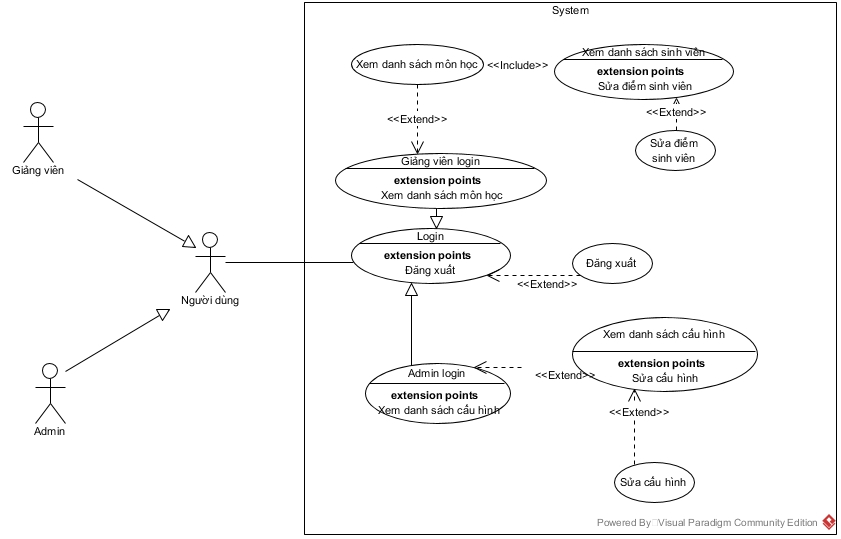 System
Xem danh sách môn học
<<Include>>
Xem danh sách sinh viên
extension points
Sửa điểm sinh viên
<<Extend>>
<<Extend>>
Sửa điểm
sinh viên
Giảng viên
Giảng viên login
extension points
Xem danh sách môn học
Login
extension points
Đăng xuất
Đăng xuất
<<Extend>>
Người dùng
Xem danh sách cấu hình
extension points
Sửa cấu hình
<<Extend>>
Admin login
extension points
Xem danh sách cấu hình
<<Extend>>
Admin
Sửa cấu hình
Powered By Visual Paradigm Community Edition